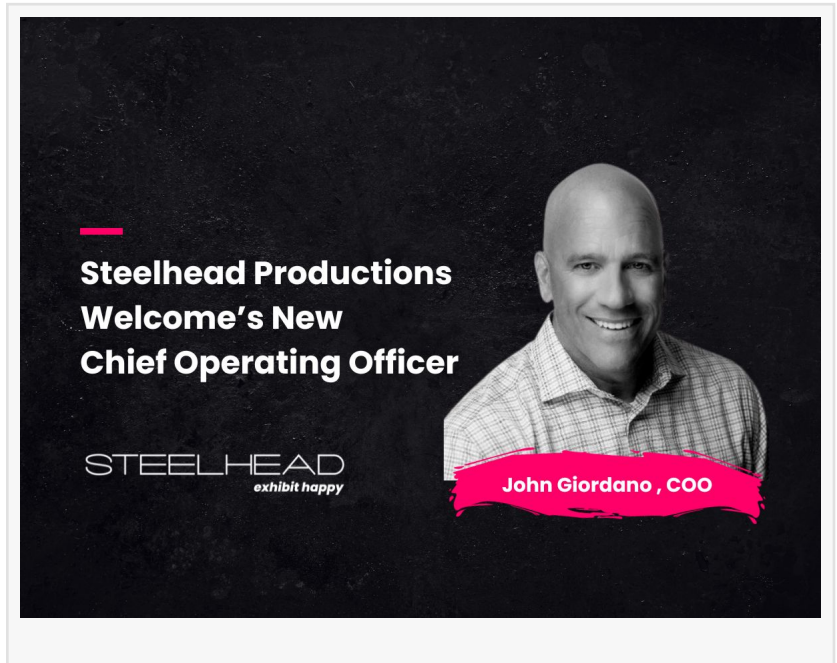 Steelhead Productions
Welcome’s New
Chief Operating Officer
STEELHEAD
exhibit happy
John Giordano , COO